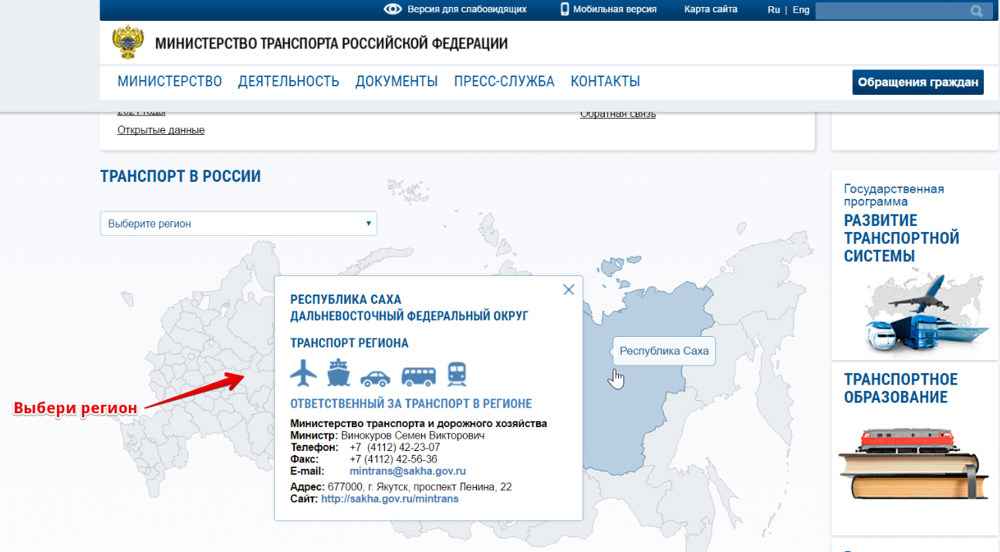 Версия для слабовидящих Мобильная версия Карта сайта Ru | Eng
МИНИСТЕРСТВО ТРАНСПОРТА РОССИЙСКОЙ ФЕДЕРАЦИИ
МИНИСТЕРСТВО ДЕЯТЕЛЬНОСТЬ ДОКУМЕНТЫ ПРЕСС-СЛУЖБА КОНТАКТЫ
Обращения граждан
2021 годы
Открытые данные
Обратная связь
ТРАНСПОРТ В РОССИИ
Выберите регион
Выбери регион
РЕСПУБЛИКА САХА
ДАЛЬНЕВОСТОЧНЫЙ ФЕДЕРАЛЬНЫЙ ОКРУГ
ТРАНСПОРТ РЕГИОНА
ОТВЕТСТВЕННЫЙ ЗА ТРАНСПОРТ В РЕГИОНЕ
Министерство транспорта и дорожного хозяйства
Министр: Винокуров Семен Викторович
Телефон: +7 (4112) 42-23-07
Факс: +7 (4112) 42-56-36
E-mail: mintrans@sakha.gov.ru
Адрес: 677000, г. Якутск, проспект Ленина, 22
Сайт: http://sakha.gov.ru/mintrans
Республика Саха
Государственная
программа
РАЗВИТИЕ
ТРАНСПОРТНОЙ
СИСТЕМЫ
ТРАНСПОРТНОЕ
ОБРАЗОВАНИЕ